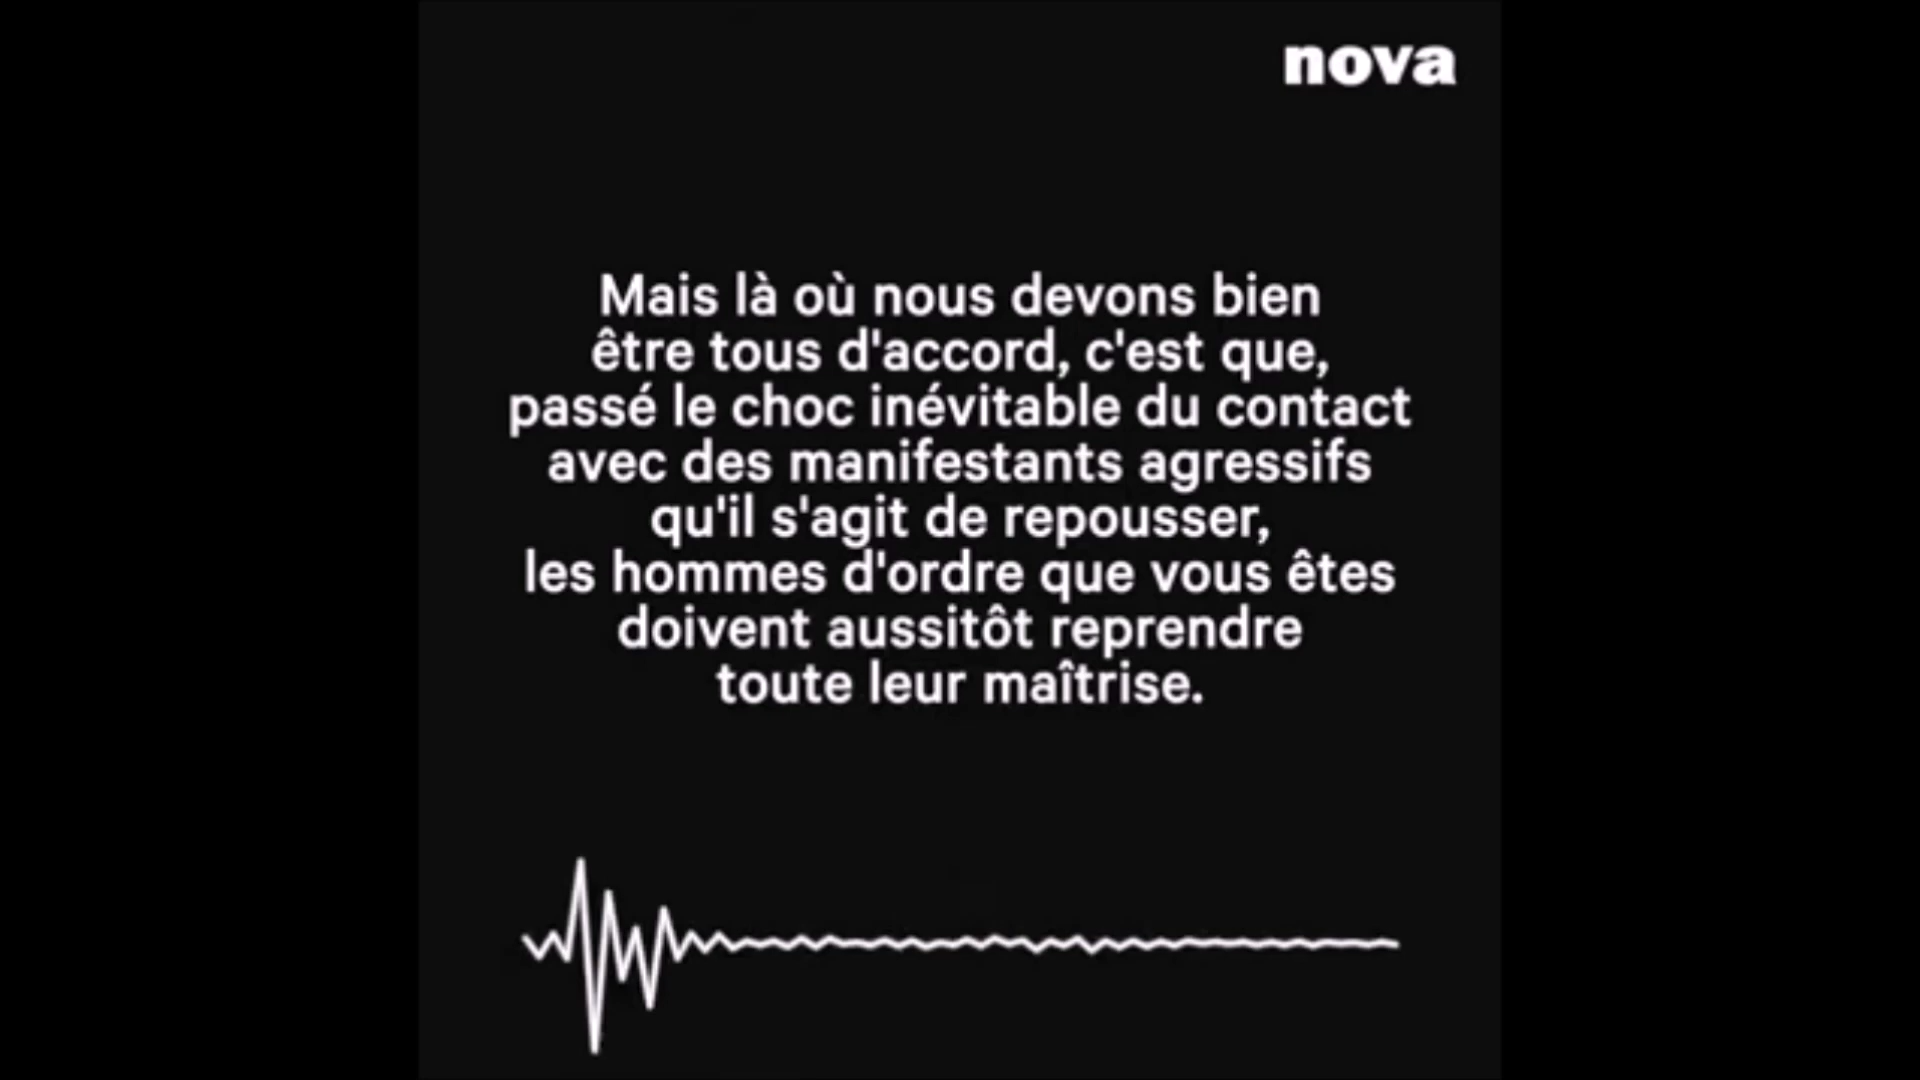 nova
Mais là où nous devons bien
être tous d'accord, c'est que,
passé le choc inévitable du contact
avec des manifestants agressifs
qu'il s'agit de repousser,
les hommes d'ordre que vous êtes
doivent aussitôt reprendre
toute leur maîtrise.